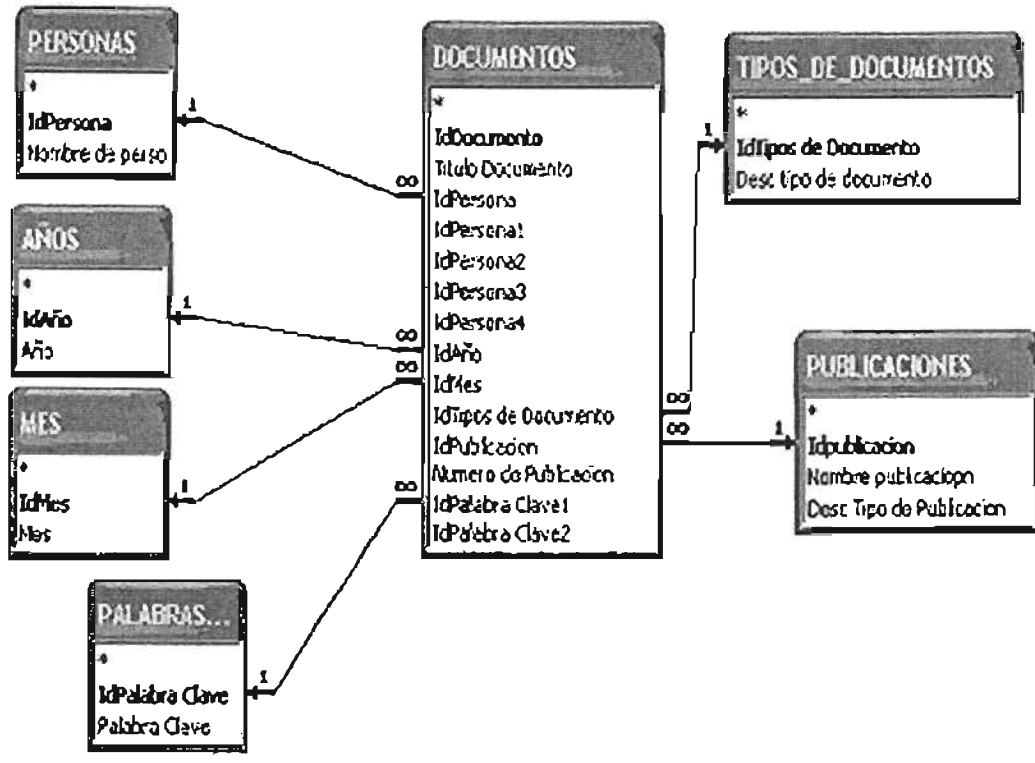 PERSONAS
*
IdPersona
Nombre de perso
AÑOS
*
IdAño
Año
MES
*
IdMes
Mes
PALABRAS...
*
IdPalabra Clave
Palabra Clave
DOCUMENTOS
*
IdDocumento
Titulo Documento
IdPersona
IdPersona1
IdPersona2
IdPersona3
IdPersona4
IdAño
IdMes
IdTipos de Documento
IdPublicacion
Numero de Publicacion
IdPalabra Clave1
IdPalabra Clave2
TIPOS_DE_DOCUMENTOS
*
IdTipos de Documento
Desc tipo de documento
PUBLICACIONES
*
Idpublicacion
Nombre publicaciopn
Desc Tipo de Publicacion
1
∞
1
∞
∞
1
∞
1
1
∞
∞
1